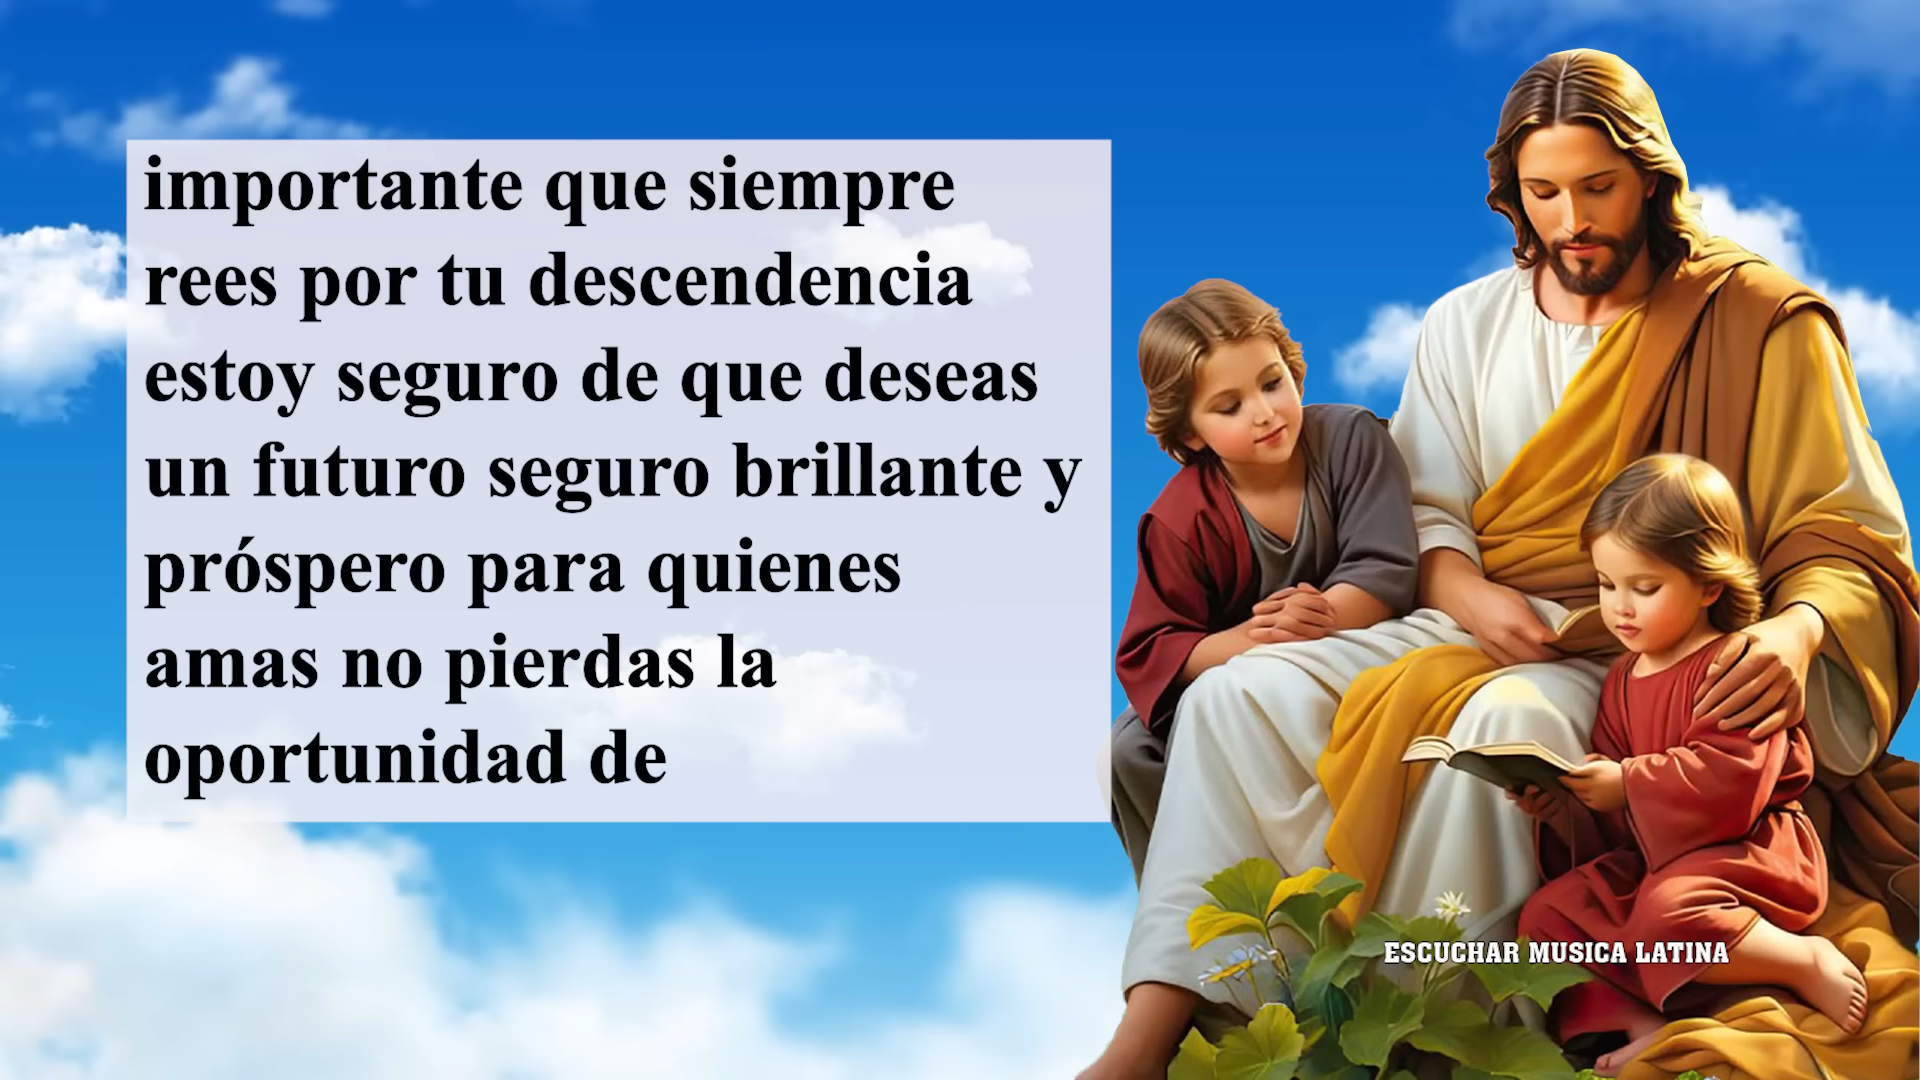 importante que siempre
rees por tu descendencia
estoy seguro de que deseas
un futuro seguro brillante y
próspero para quienes
amas no pierdas la
oportunidad de
ESCUCHAR MUSICA LATINA